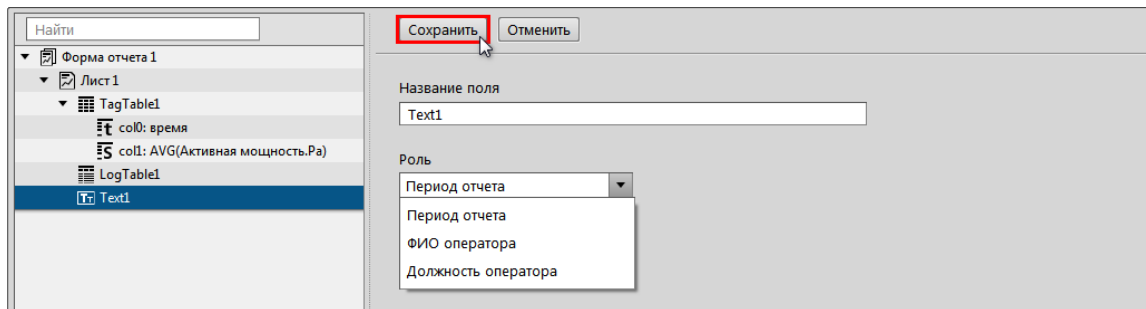 Найти
Форма отчета 1
Лист 1
TagTable1
col0: время
col1: AVG(Активная мощность.Pa)
LogTable1
Text1
Сохранить Отменить
Название поля
Text1
Роль
Период отчета
Период отчета
ФИО оператора
Должность оператора